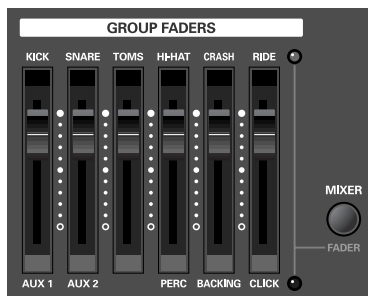 GROUP FADERS
KICK SNARE TOMS HI-HAT CRASH RIDE
MIXER
FADER
AUX 1 AUX 2 PERC BACKING CLICK